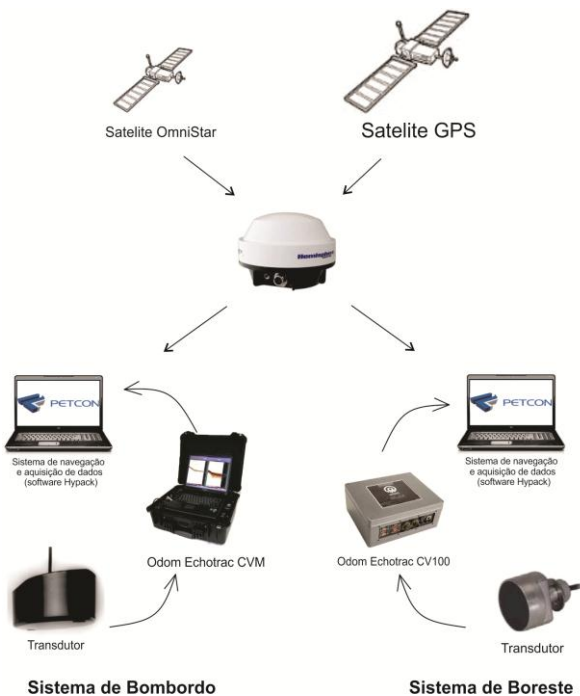 Satelite OmniStar
Satelite GPS
Hemisphere
PETCON
PETCON
Sistema de navegação
e aquisição de dados
(software Hypack)
Sistema de navegação
e aquisição de dados
(software Hypack)
Odom Echotrac CVM
Odom Echotrac CV100
Transdutor
Transdutor
Sistema de Bombordo
Sistema de Boreste